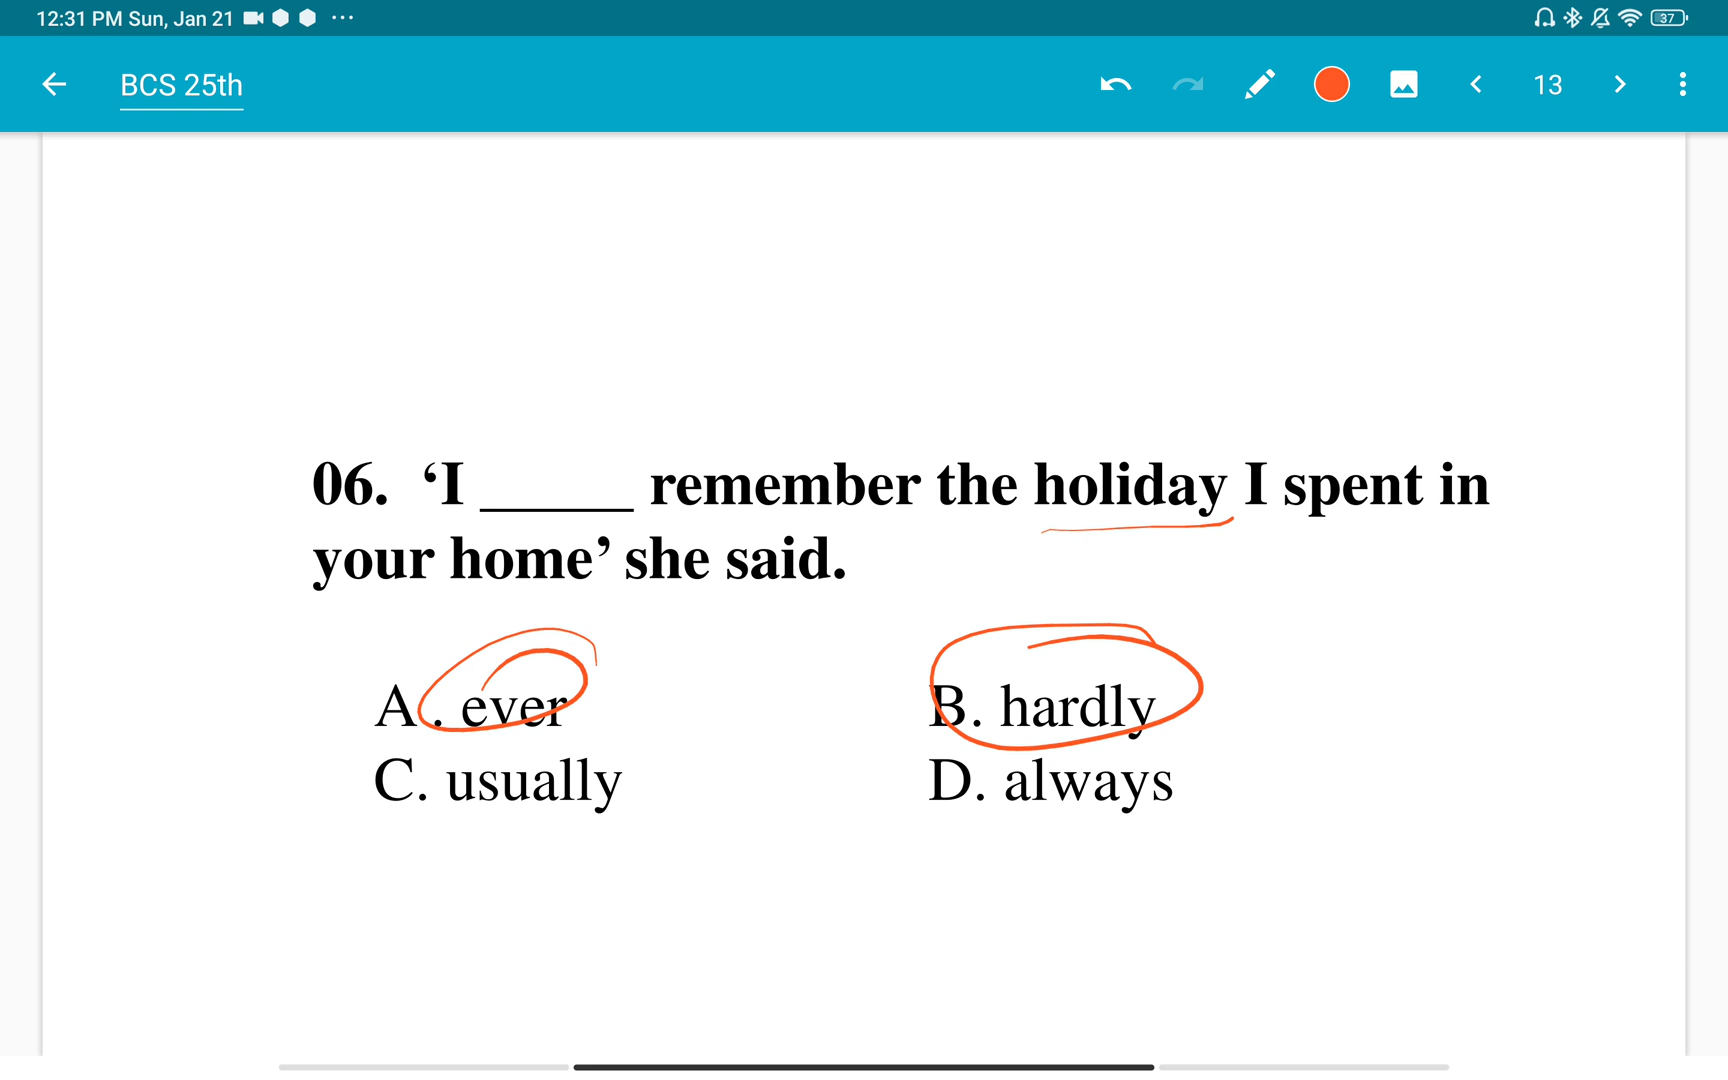 12:31 PM Sun, Jan 21 37
BCS 25th 13
06. ‘I _____ remember the holiday I spent in
your home’ she said.
A . ever B. hardly
C. usually D. always